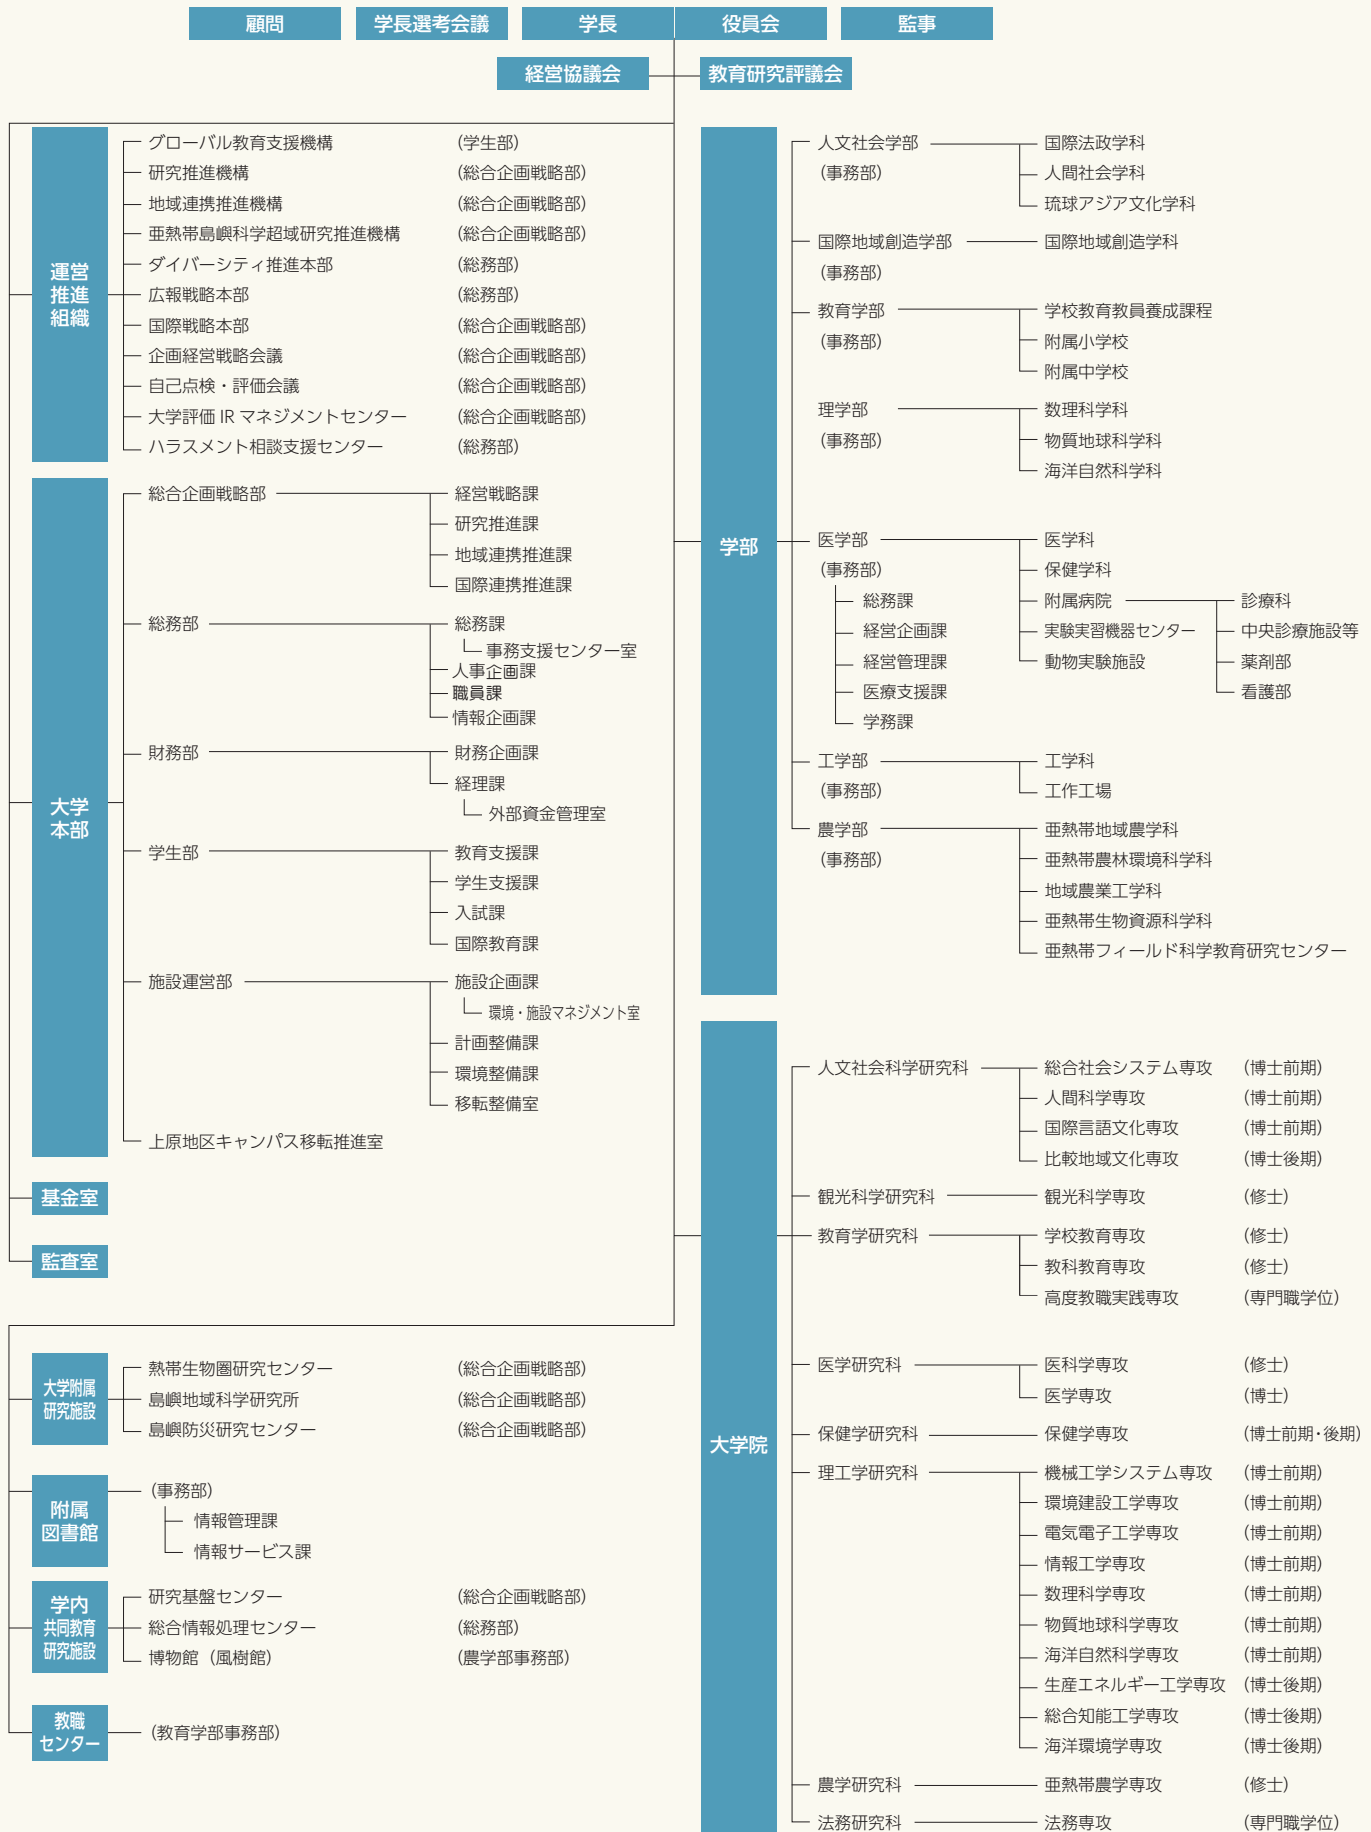 顧問
学長選考会議
学長
役員会
監事
経営協議会
教育研究評議会
運営
推進
組織
グローバル教育支援機構 (学生部)
研究推進機構 (総合企画戦略部)
地域連携推進機構 (総合企画戦略部)
亜熱帯島嶼科学超域研究推進機構 (総合企画戦略部)
ダイバーシティ推進本部 (総務部)
広報戦略本部 (総務部)
国際戦略本部 (総合企画戦略部)
企画経営戦略会議 (総合企画戦略部)
自己点検・評価会議 (総合企画戦略部)
大学評価 IR マネジメントセンター (総合企画戦略部)
ハラスメント相談支援センター (総務部)
大学
本部
総合企画戦略部 経営戦略課
研究推進課
地域連携推進課
国際連携推進課
総務部 総務課
事務支援センター室
人事企画課
職員課
情報企画課
財務部 財務企画課
経理課
外部資金管理室
学生部 教育支援課
学生支援課
入試課
国際教育課
施設運営部 施設企画課
環境・施設マネジメント室
計画整備課
環境整備課
移転整備室
上原地区キャンパス移転推進室
基金室
監査室
大学附属
研究施設
熱帯生物圏研究センター (総合企画戦略部)
島嶼地域科学研究所 (総合企画戦略部)
島嶼防災研究センター (総合企画戦略部)
附属
図書館
(事務部)
情報管理課
情報サービス課
学内
共同教育
研究施設
研究基盤センター (総合企画戦略部)
総合情報処理センター (総務部)
博物館（風樹館） (農学部事務部)
教職
センター
(教育学部事務部)
学部
人文社会学部 国際法政学科
(事務部) 人間社会学科
琉球アジア文化学科
国際地域創造学部 国際地域創造学科
(事務部)
教育学部 学校教育教員養成課程
(事務部) 附属小学校
附属中学校
理学部 数理科学科
(事務部) 物質地球科学科
海洋自然科学科
医学部 医学科
(事務部) 保健学科
総務課 附属病院 診療科
経営企画課 実験実習機器センター 中央診療施設等
経営管理課 動物実験施設 薬剤部
医療支援課 看護部
学務課
工学部 工学科
(事務部) 工作工場
農学部 亜熱帯地域農学科
(事務部) 亜熱帯農林環境科学科
地域農業工学科
亜熱帯生物資源科学科
亜熱帯フィールド科学教育研究センター
大学院
人文社会科学研究科 総合社会システム専攻 (博士前期)
人間科学専攻 (博士前期)
国際言語文化専攻 (博士前期)
比較地域文化専攻 (博士後期)
観光科学研究科 観光科学専攻 (修士)
教育学研究科 学校教育専攻 (修士)
教科教育専攻 (修士)
高度教職実践専攻 (専門職学位)
医学研究科 医科学専攻 (修士)
医学専攻 (博士)
保健学研究科 保健学専攻 (博士前期・後期)
理工学研究科 機械工学システム専攻 (博士前期)
環境建設工学専攻 (博士前期)
電気電子工学専攻 (博士前期)
情報工学専攻 (博士前期)
数理科学専攻 (博士前期)
物質地球科学専攻 (博士前期)
海洋自然科学専攻 (博士前期)
生産エネルギー工学専攻 (博士後期)
総合知能工学専攻 (博士後期)
海洋環境学専攻 (博士後期)
農学研究科 亜熱帯農学専攻 (修士)
法務研究科 法務専攻 (専門職学位)